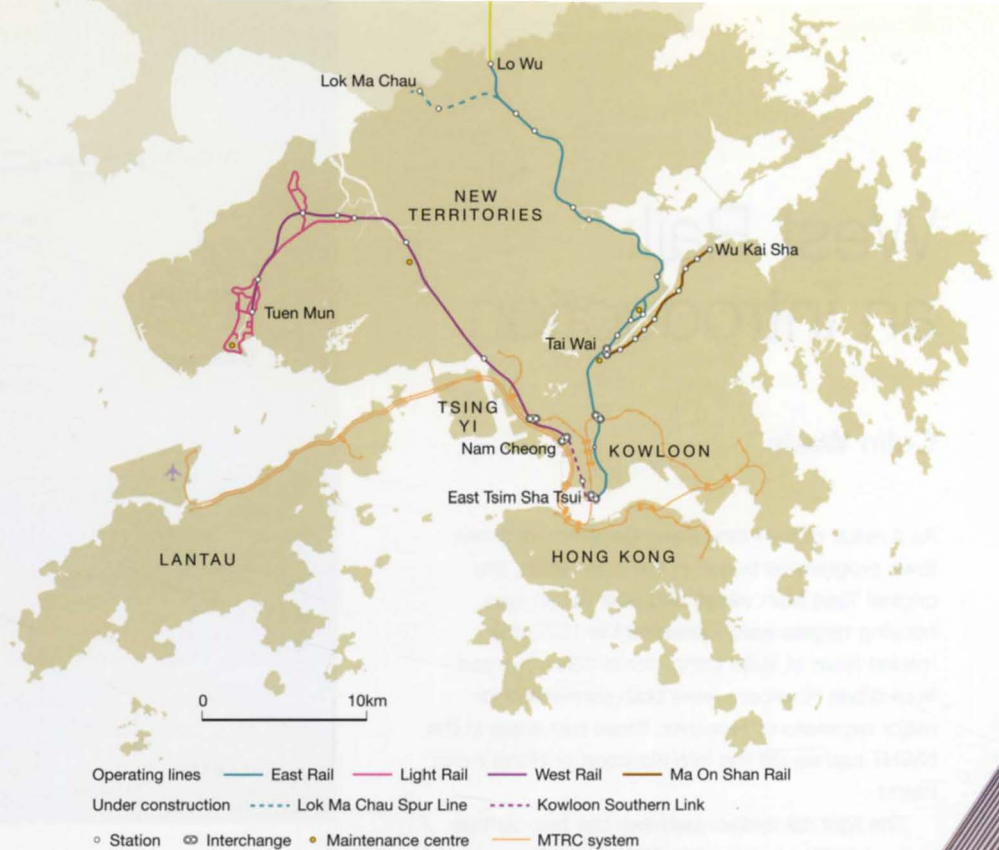 Lo Wu
Lok Ma Chau
NEW
TERRITORIES
Wu Kai Sha
Tuen Mun
Tai Wai
TSING
YI
Nam Cheong
KOWLOON
East Tsim Sha Tsui
LANTAU
HONG KONG
0 10km
Operating lines East Rail Light Rail West Rail Ma On Shan Rail
Under construction Lok Ma Chau Spur Line Kowloon Southern Link
Station Interchange Maintenance centre MTRC system